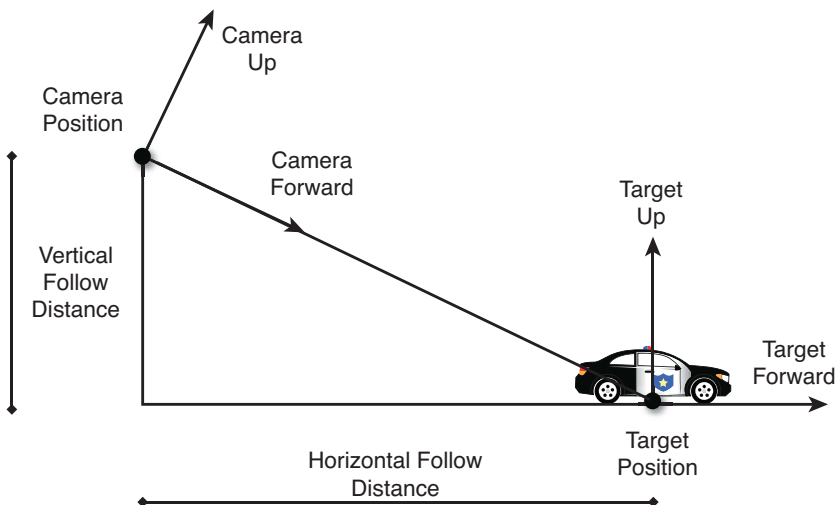 Camera
Up
Camera
Position
Camera
Forward
Target
Up
Vertical
Follow
Distance
Target
Forward
Target
Position
Horizontal Follow
Distance